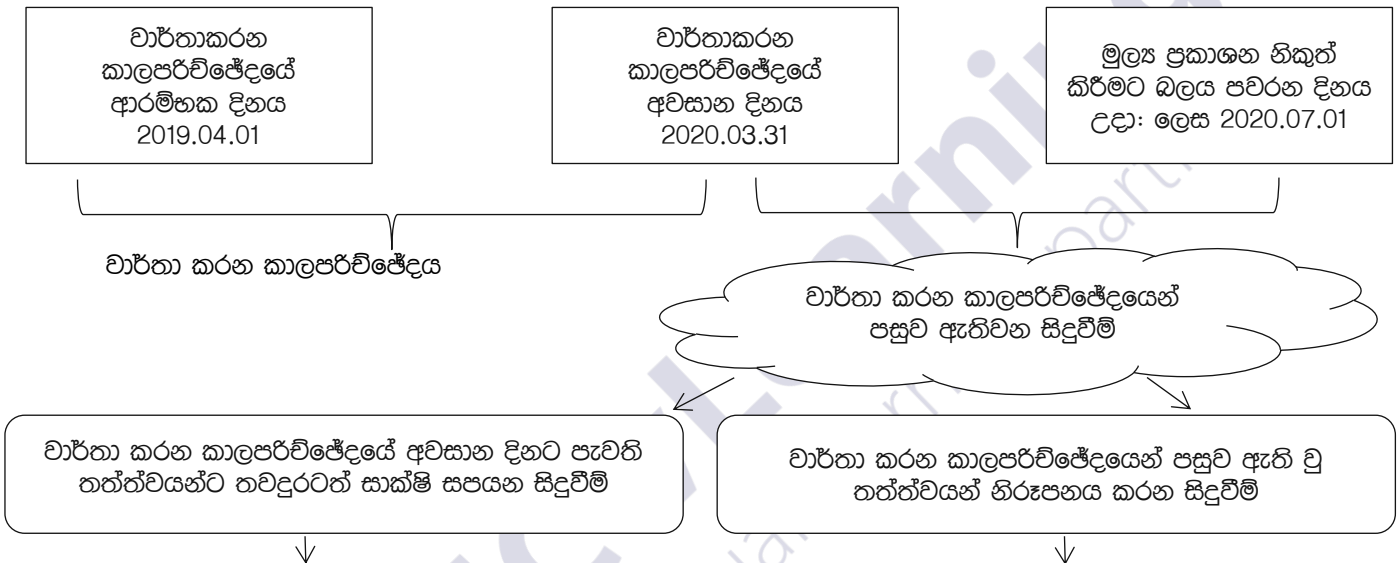 වාර්තාකරන
කාලපරිච්ඡේදයේ
ආරම්භක දිනය
2019.04.01
වාර්තාකරන
කාලපරිච්ඡේදයේ
අවසාන දිනය
2020.03.31
මුල්‍ය ප්‍රකාශන නිකුත්
කිරීමට බලය පවරන දිනය
උදා: ලෙස 2020.07.01
වාර්තා කරන කාලපරිච්ඡේදය
වාර්තා කරන කාලපරිච්ඡේදයෙන්
පසුව ඇතිවන සිදුවීම්
වාර්තා කරන කාලපරිච්ඡේදයේ අවසාන දිනට පැවති
තත්ත්වයන්ට තවදුරටත් සාක්ෂි සපයන සිදුවීම්
වාර්තා කරන කාලපරිච්ඡේදයෙන් පසුව ඇති වු
තත්ත්වයන් නිරූපනය කරන සිදුවීම්